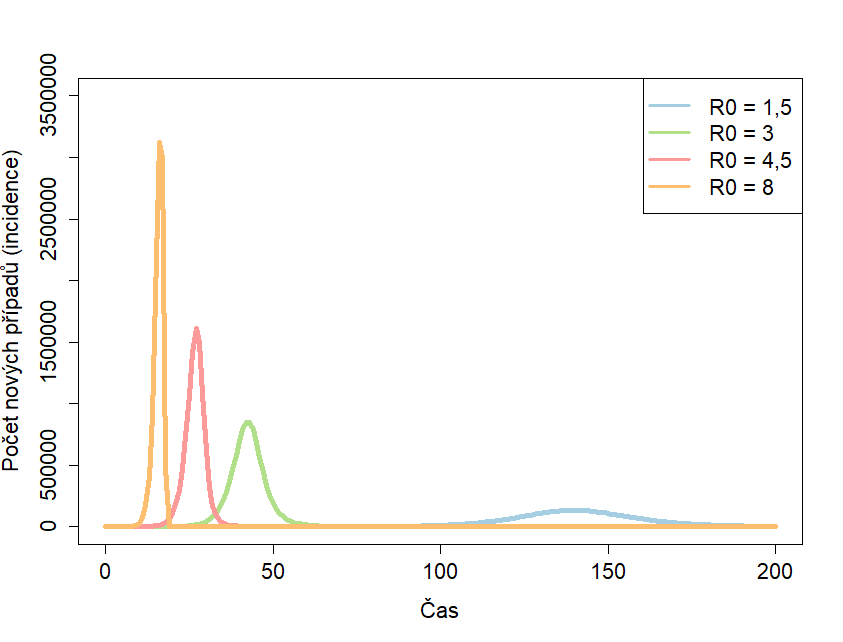 R0 = 1,5
R0 = 3
R0 = 4,5
R0 = 8
Počet nových případů (incidence)
3500000
2500000
1500000
500000
0
0 50 100 150 200
Čas